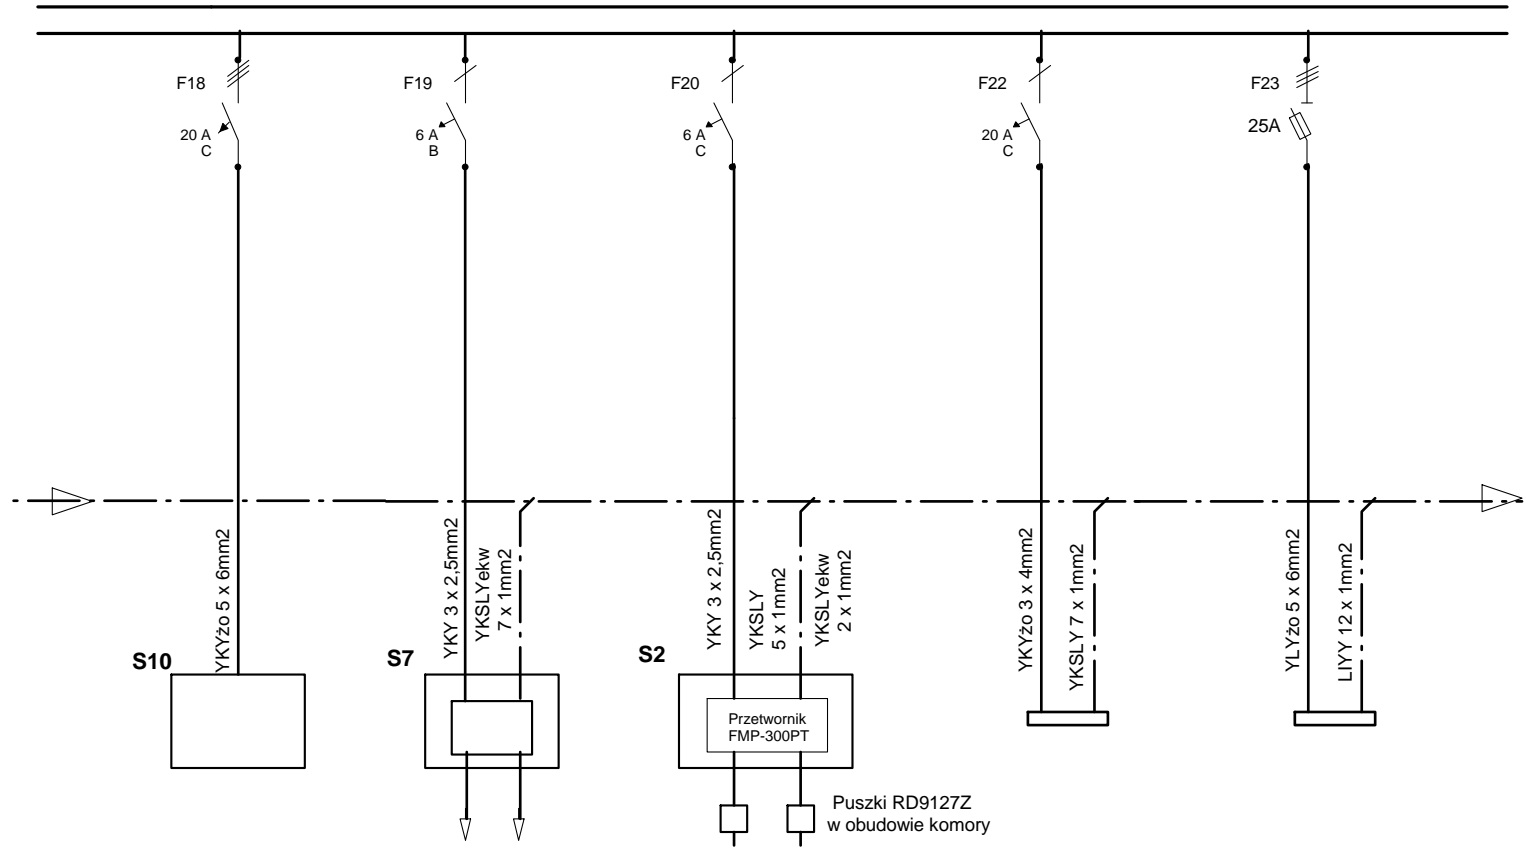 F18
F19
F20
F22
F23
20 A
C
6 A
B
6 A
C
20 A
C
25A
YKYżo 5 x 6mm2
YKY 3 x 2,5mm2
YKSLYekw
7 x 1mm2
YKY 3 x 2,5mm2
YKSLY
5 x 1mm2
YKSLYekw
2 x 1mm2
YKYżo 3 x 4mm2
YKSLY 7 x 1mm2
YLYżo 5 x 6mm2
LIYY 12 x 1mm2
S10
S7
S2
Przetwornik
FMP-300PT
Puszki RD9127Z
w obudowie komory